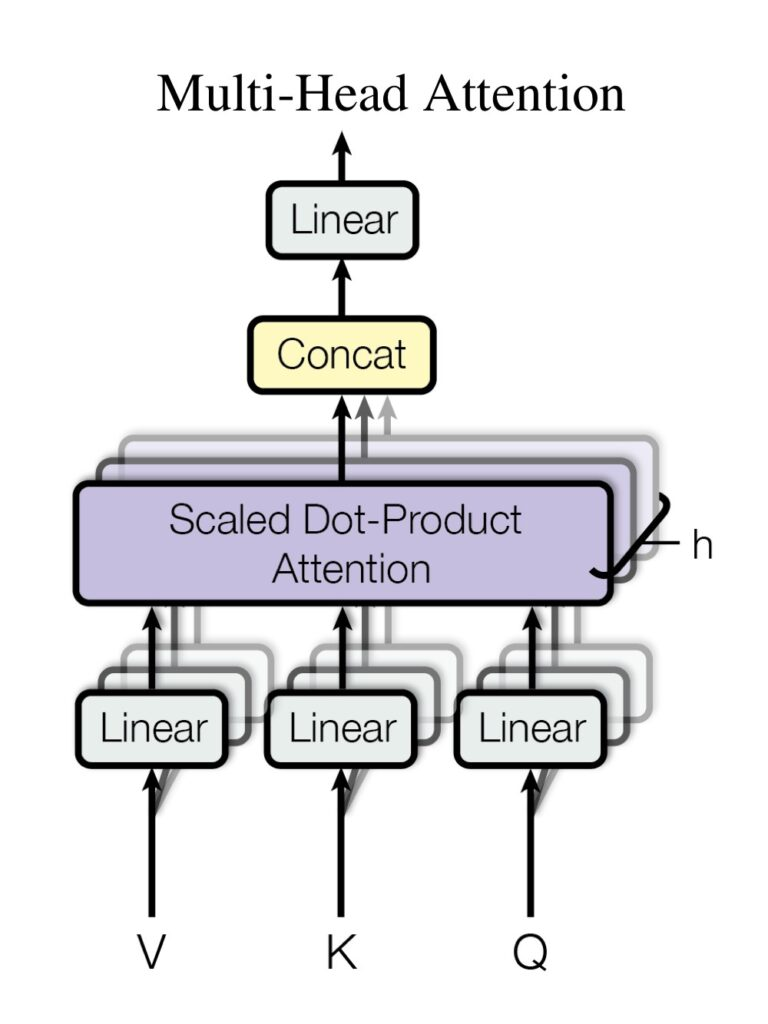 Multi-Head Attention
Linear
Concat
Scaled Dot-Product
Attention
h
Linear Linear Linear
V K Q